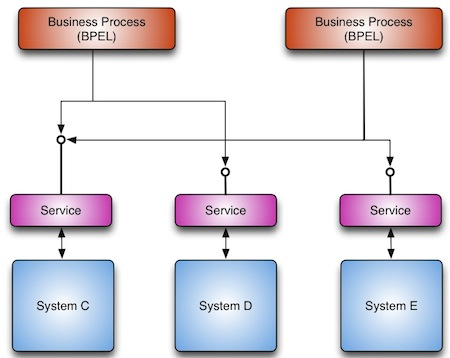 Business Process
(BPEL)
Business Process
(BPEL)
Service
Service
Service
System C
System D
System E